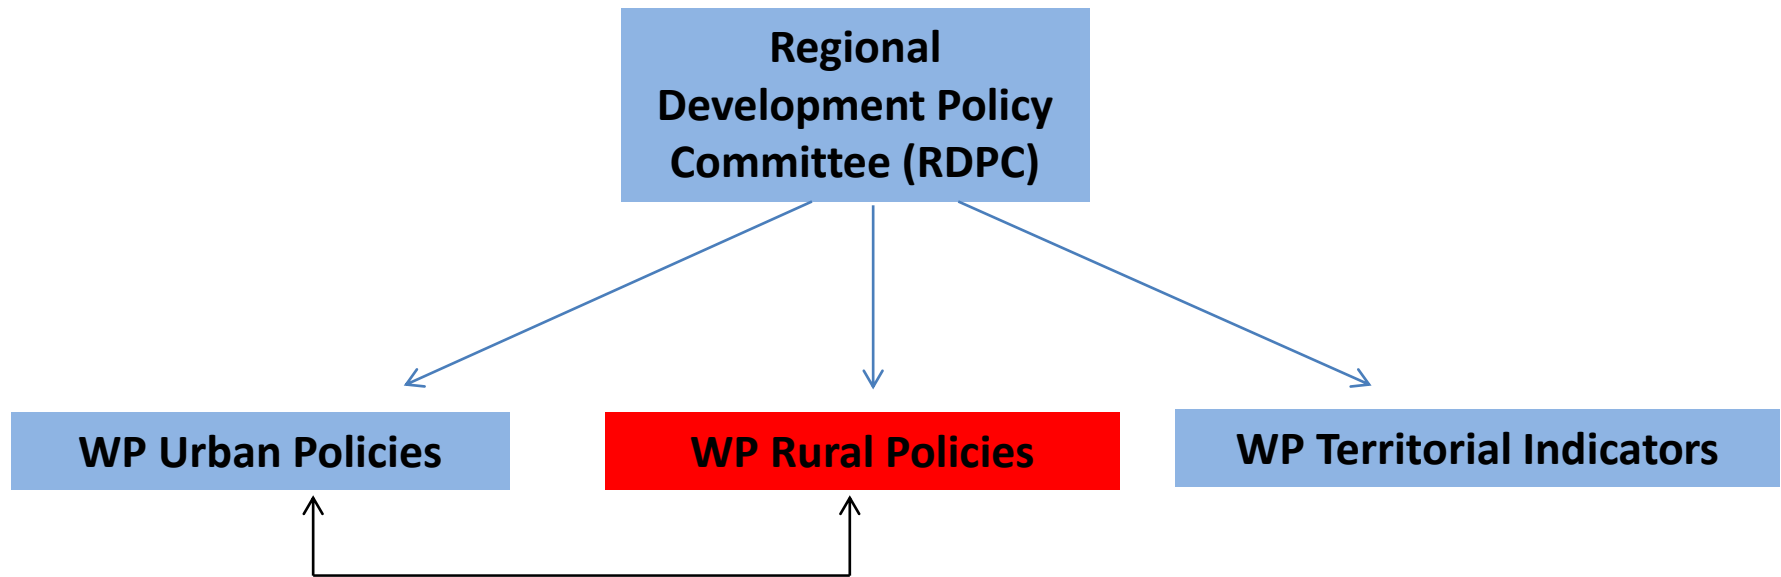 Regional
Development Policy
Committee (RDPC)
WP Urban Policies
WP Rural Policies
WP Territorial Indicators